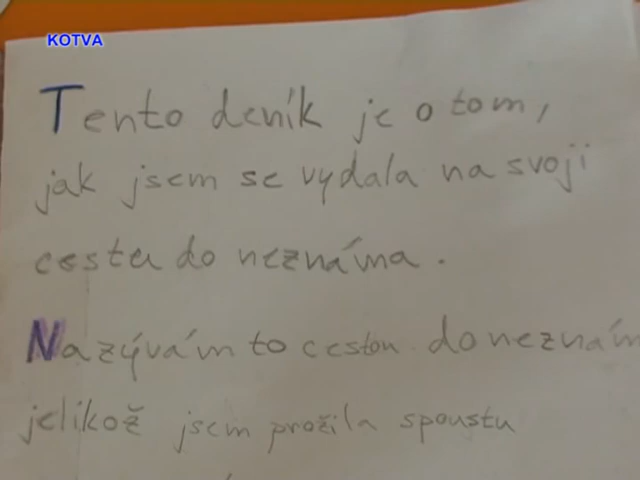 KOTVA
Tento deník je o tom,
jak jsem se vydala na svoji
cestu do neznáma.
Nazývám to cestou do neznám
jelikož jsem prožila spoustu